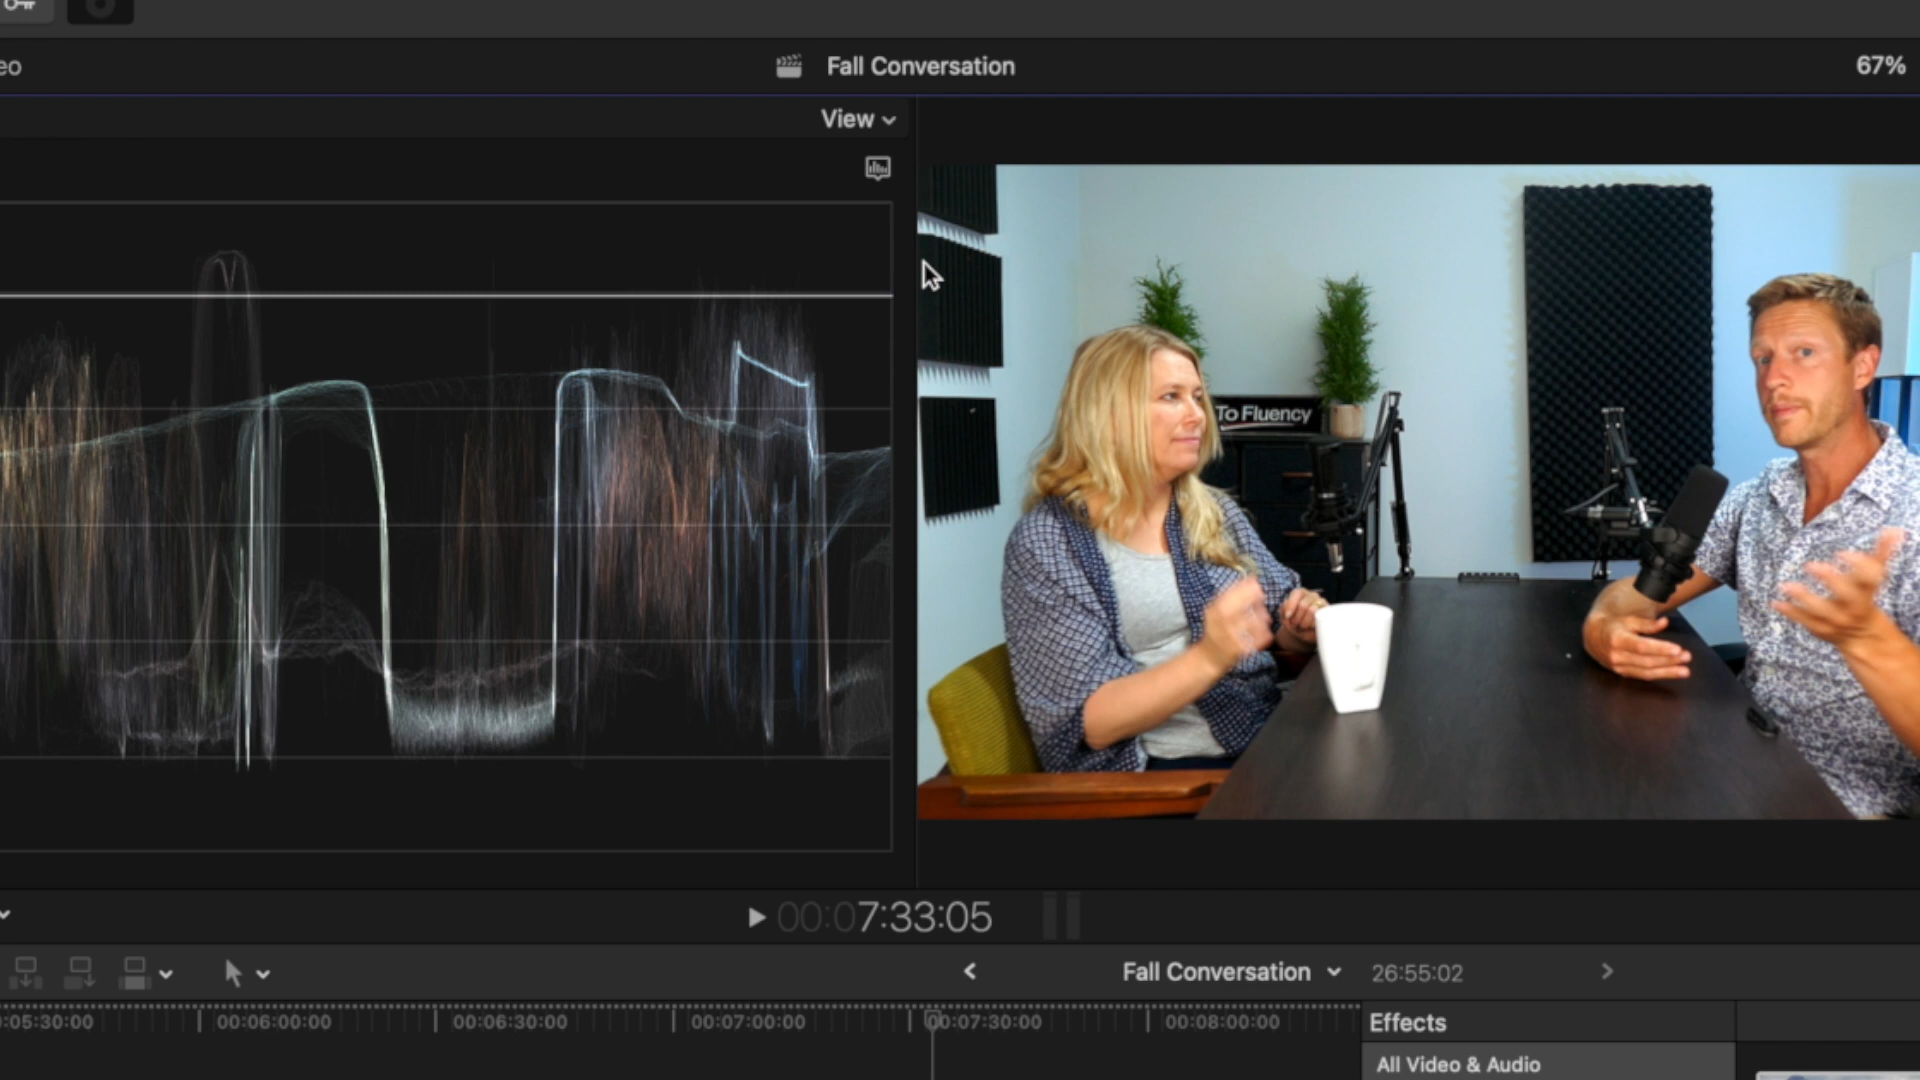 eo
Fall Conversation
67%
View
To Fluency
00:07:33:05
Fall Conversation
26:55:02
:05:30:00
00:06:00:00
00:06:30:00
00:07:00:00
00:07:30:00
00:08:00:00
Effects
All Video & Audio